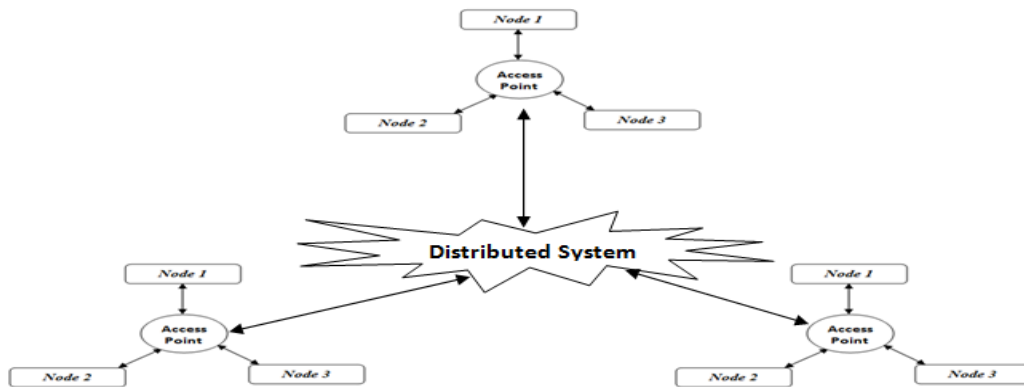 Node 1
Access
Point
Node 2
Node 3
Distributed System
Node 1
Access
Point
Node 2
Node 3
Node 1
Access
Point
Node 2
Node 3